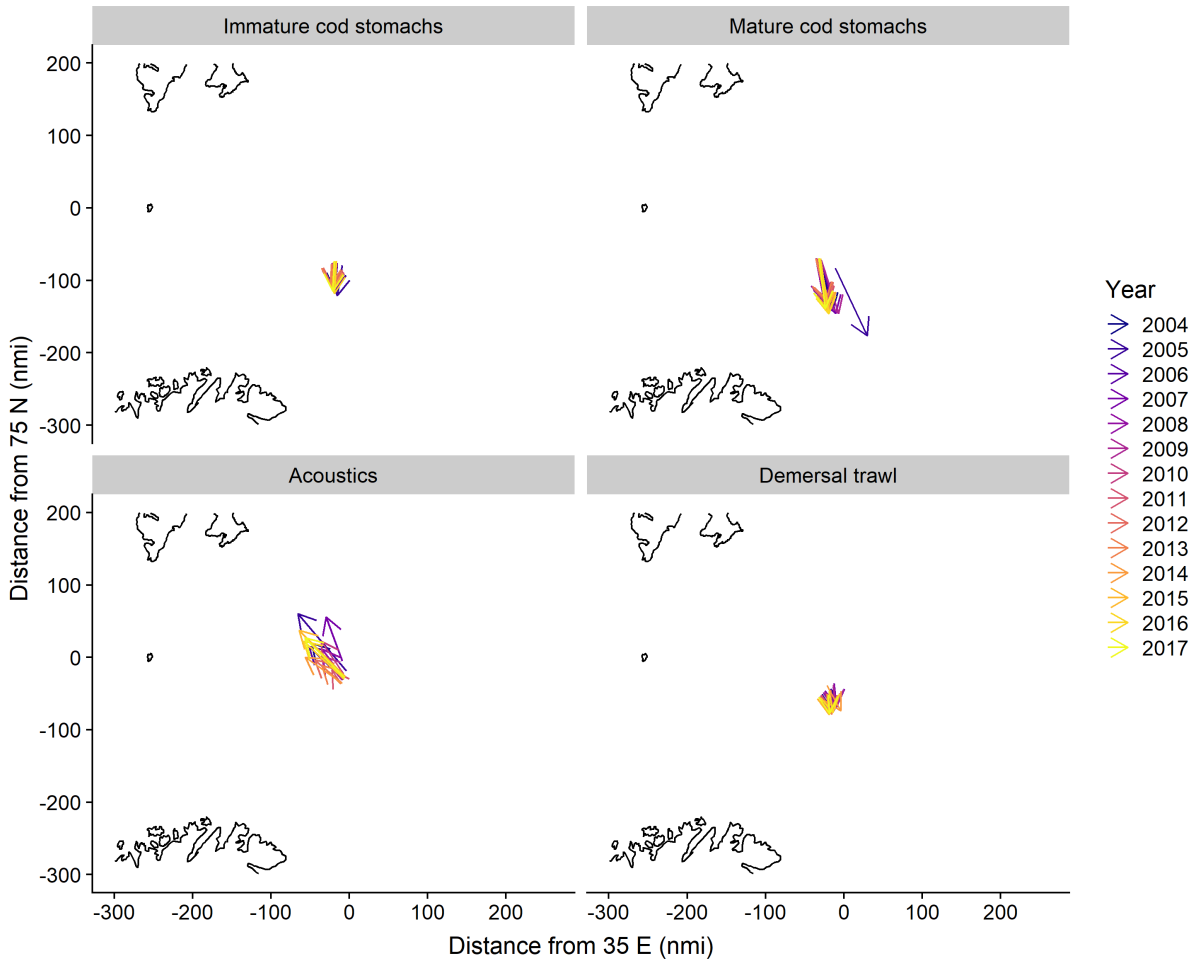 Immature cod stomachs
Mature cod stomachs
200
100
0
-100
-200
-300
Acoustics
Demersal trawl
200
100
0
-100
-200
-300
-300 -200 -100 0 100 200
-300 -200 -100 0 100 200
Distance from 35 E (nmi)
Distance from 75 N (nmi)
Year
2004
2005
2006
2007
2008
2009
2010
2011
2012
2013
2014
2015
2016
2017